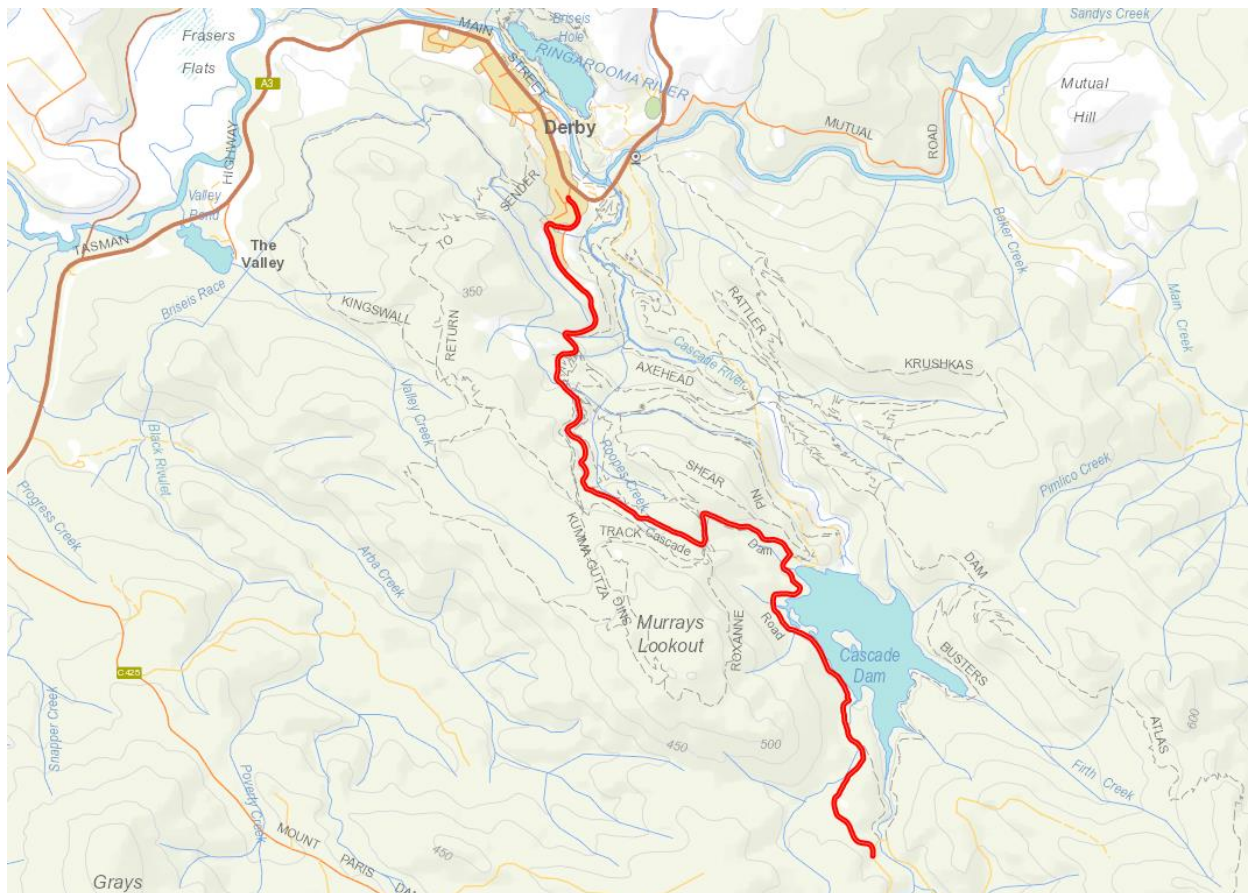 Frasers
Flats
MAIN
STREET
Briseis
Hole
RINGAROOMA RIVER
Sandys Creek
A3
Mutual
Hill
Derby
MUTUAL
ROAD
HIGHWAY
Valley
Pond
SENDER
TASMAN
The
Valley
TO
Baker Creek
Briseis Race
350
KINGSWALL
RETURN
RATTLER
Main Creek
Cascade River
KRUSHKAS
AXEHEAD
Valley Creek
Black Rivulet
Roopes Creek
SHEAR
PIN
Pimlico Creek
Progress Creek
TRACK
Cascade
Dam
KUMMA-GUTZA
Arba Creek
DAM
SNIG
Murrays
Lookout
ROXANNE
Road
Cascade
Dam
BUSTERS
C425
Snapper Creek
450
500
ATLAS
600
Firth Creek
Poverty Creek
MOUNT
PARIS
DAM
450
Grays